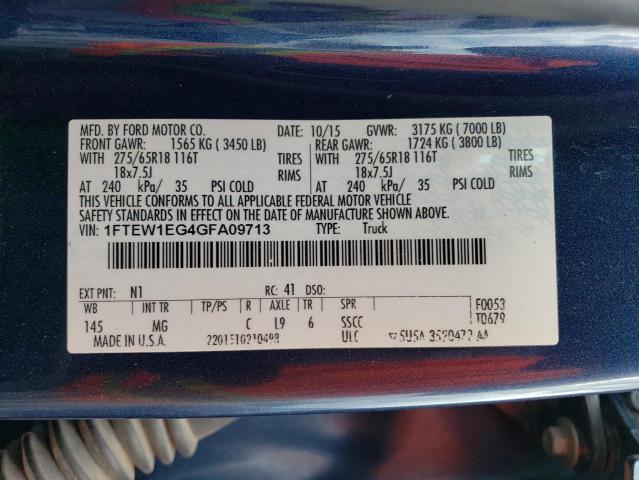 MFD. BY FORD MOTOR CO. DATE: 10/15 GVWR: 3175 KG ( 7000 LB)
FRONT GAWR: 1565 KG ( 3450 LB) REAR GAWR: 1724 KG ( 3800 LB)
WITH 275/65R18 116T TIRES WITH 275/65R18 116T TIRES
18x7.5J RIMS 18x7.5J RIMS
AT 240 kPa/ 35 PSI COLD AT 240 kPa/ 35 PSI COLD
THIS VEHICLE CONFORMS TO ALL APPLICABLE FEDERAL MOTOR VEHICLE
SAFETY STANDARDS IN EFFECT ON THE DATE OF MANUFACTURE SHOWN ABOVE.
VIN: 1FTEW1EG4GFA09713 TYPE: Truck
EXT PNT: N1 RC: 41 DSO:
WB INT TR TP/PS R AXLE TR SPR F0053
145 MG C L9 6 SSCC T0679
MADE IN U.S.A. ULC